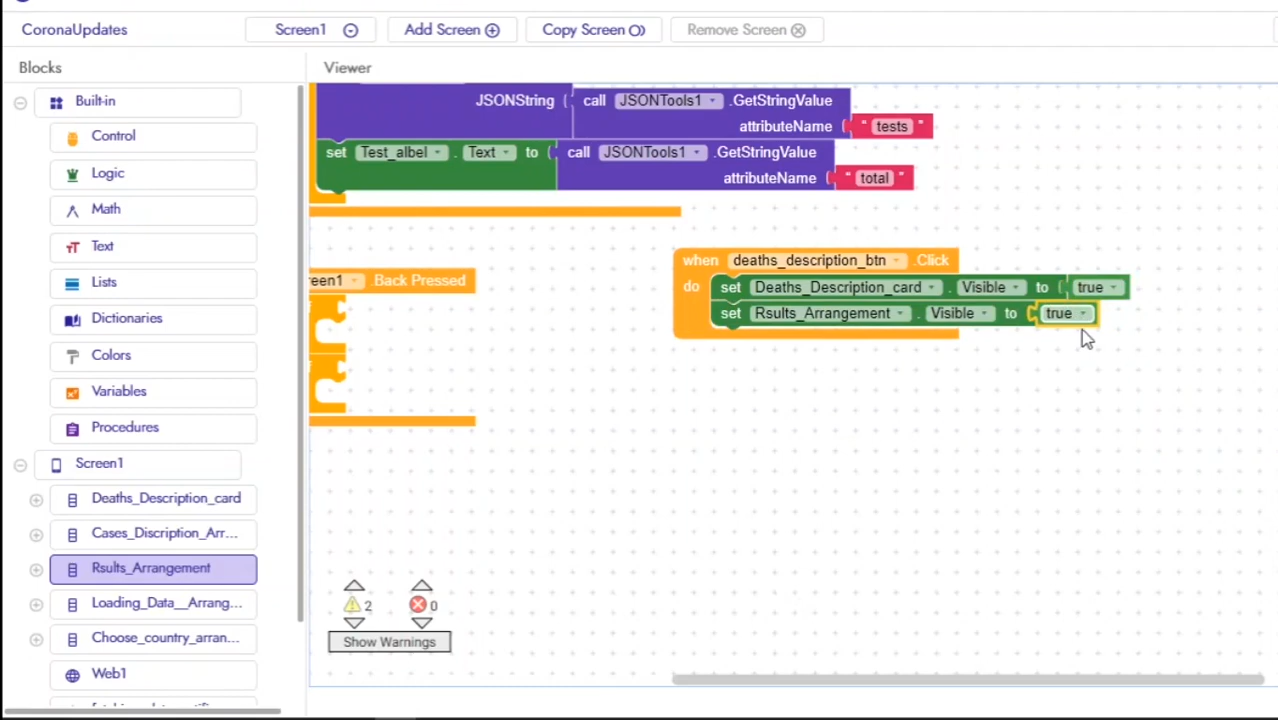 CoronaUpdates
Screen1
Add Screen
Copy Screen
Remove Screen
Blocks
Viewer
Built-in
Control
Logic
Math
Text
Lists
Dictionaries
Colors
Variables
Procedures
Screen1
Deaths_Description_card
Cases_Discription_Arr...
Rsults_Arrangement
Loading_Data__Arrang...
Choose_country_arran...
Web1
JSONString call JSONTools1 .GetStringValue
attributeName " tests "
set Test_albel . Text to call JSONTools1 .GetStringValue
attributeName " total "
reen1 .Back Pressed
when deaths_description_btn .Click
do set Deaths_Description_card . Visible to true
set Rsults_Arrangement . Visible to true
2 0
Show Warnings